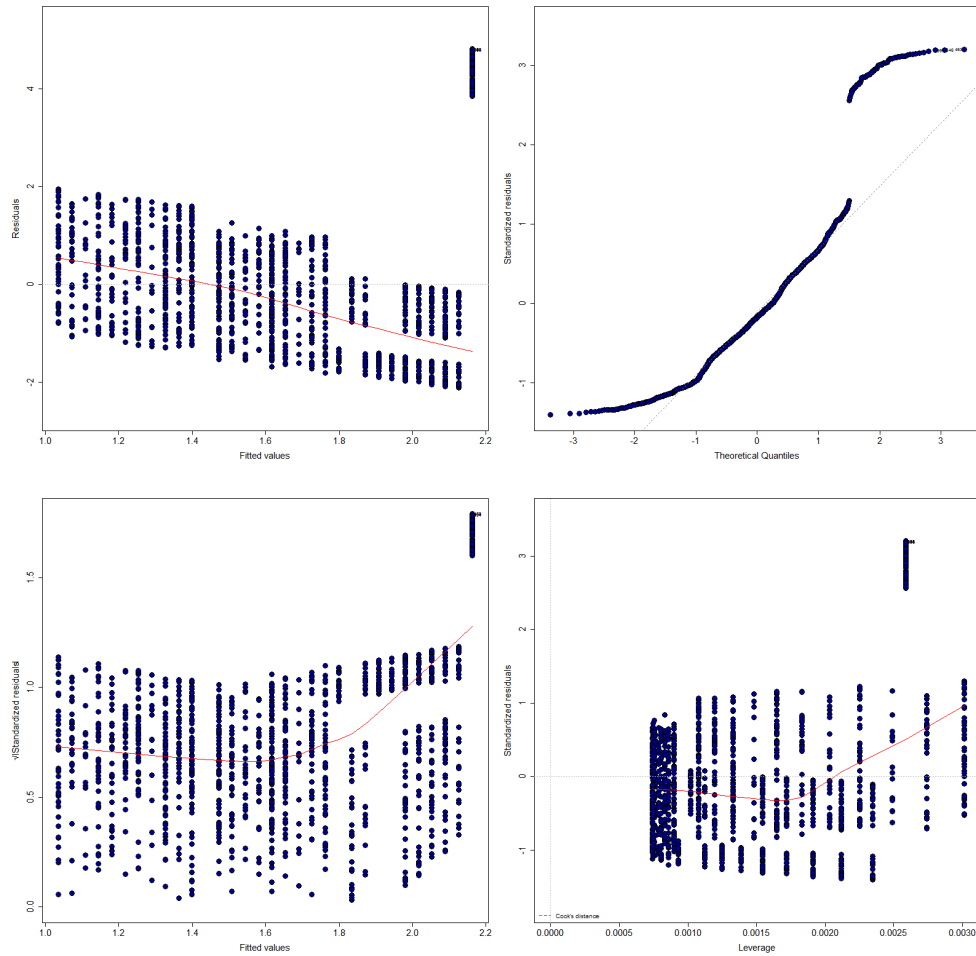 Residuals
4
2
0
-2
1.0 1.2 1.4 1.6 1.8 2.0 2.2
Fitted values
Standardized residuals
3
2
1
0
-1
-3 -2 -1 0 1 2 3
Theoretical Quantiles
√Standardized residuals
1.5
1.0
0.5
0.0
1.0 1.2 1.4 1.6 1.8 2.0 2.2
Fitted values
Standardized residuals
3
2
1
0
-1
Cook's distance
0.0000 0.0005 0.0010 0.0015 0.0020 0.0025 0.0030
Leverage